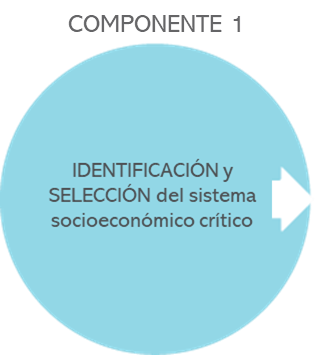 COMPONENTE 1
IDENTIFICACIÓN y
SELECCIÓN del sistema
socioeconómico crítico